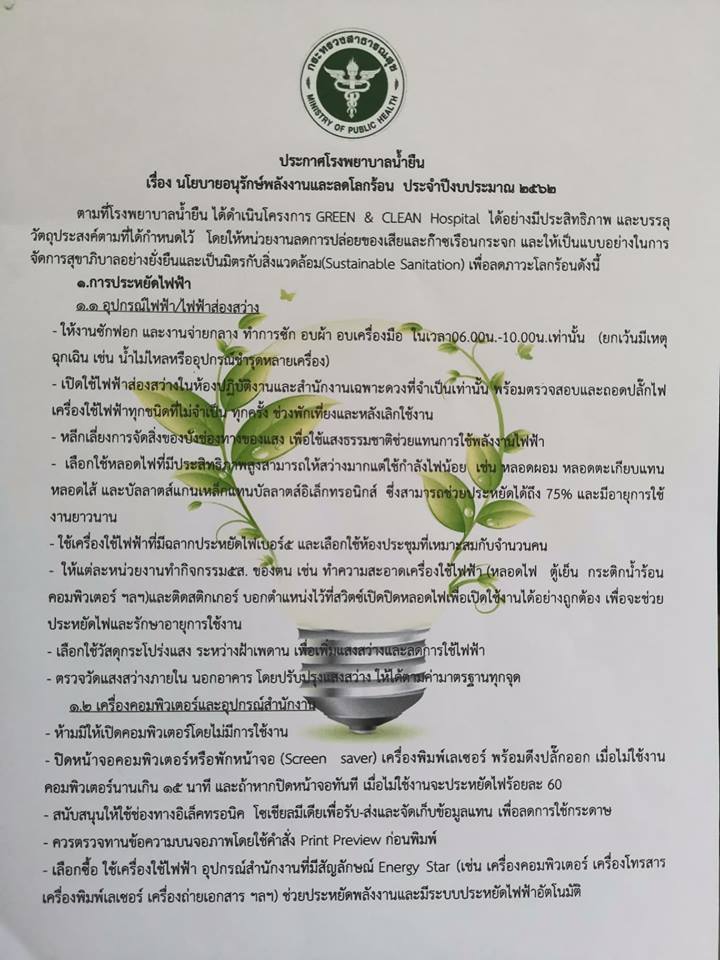 กระทรวงสาธารณสุข
MINISTRY OF PUBLIC HEALTH
ประกาศโรงพยาบาลน้ำยืน
เรื่อง นโยบายอนุรักษ์พลังงานและลดโลกร้อน ประจำปีงบประมาณ ๒๕๖๒
ตามที่โรงพยาบาลน้ำยืน ได้ดำเนินโครงการ GREEN & CLEAN Hospital ได้อย่างมีประสิทธิภาพ และบรรลุ
วัตถุประสงค์ตามที่ได้กำหนดไว้ โดยให้หน่วยงานลดการปล่อยของเสียและก๊าซเรือนกระจก และให้เป็นแบบอย่างในการ
จัดการสุขาภิบาลอย่างยั่งยืนและเป็นมิตรกับสิ่งแวดล้อม(Sustainable Sanitation) เพื่อลดภาวะโลกร้อนดังนี้
๑.การประหยัดไฟฟ้า
๑.๑ อุปกรณ์ไฟฟ้า/ไฟฟ้าส่องสว่าง
- ให้งานซักฟอก และงานจ่ายกลาง ทำการซัก อบผ้า อบเครื่องมือ ในเวลา06.00น.-10.00น.เท่านั้น (ยกเว้นมีเหตุ
ฉุกเฉิน เช่น น้ำไม่ไหลหรืออุปกรณ์ชำรุดหลายเครื่อง)
- เปิดใช้ไฟฟ้าส่องสว่างในห้องปฏิบัติงานและสำนักงานเฉพาะดวงที่จำเป็นเท่านั้น พร้อมตรวจสอบและถอดปลั๊กไฟ
เครื่องใช้ไฟฟ้าทุกชนิดที่ไม่จำเป็น ทุกครั้ง ช่วงพักเที่ยงและหลังเลิกใช้งาน
- หลีกเลี่ยงการจัดสิ่งของบังช่องทางของแสง เพื่อใช้แสงธรรมชาติช่วยแทนการใช้พลังงานไฟฟ้า
- เลือกใช้หลอดไฟที่มีประสิทธิภาพสูงสามารถให้สว่างมากแต่ใช้กำลังไฟน้อย เช่น หลอดผอม หลอดตะเกียบแทน
หลอดไส้ และบัลลาตส์แกนเหล็กแทนบัลลาตส์อิเล็กทรอนิกส์ ซึ่งสามารถช่วยประหยัดได้ถึง 75% และมีอายุการใช้
งานยาวนาน
- ใช้เครื่องใช้ไฟฟ้าที่มีฉลากประหยัดไฟเบอร์๕ และเลือกใช้ห้องประชุมที่เหมาะสมกับจำนวนคน
- ให้แต่ละหน่วยงานทำกิจกรรม๕ส. ของตน เช่น ทำความสะอาดเครื่องใช้ไฟฟ้า (หลอดไฟ ตู้เย็น กระติกน้ำร้อน
คอมพิวเตอร์ ฯลฯ)และติดสติกเกอร์ บอกตำแหน่งไว้ที่สวิตซ์เปิดปิดหลอดไฟเพื่อเปิดใช้งานได้อย่างถูกต้อง เพื่อจะช่วย
ประหยัดไฟและรักษาอายุการใช้งาน
- เลือกใช้วัสดุกระโปร่งแสง ระหว่างฝ้าเพดาน เพื่อเพิ่มแสงสว่างและลดการใช้ไฟฟ้า
- ตรวจวัดแสงสว่างภายใน นอกอาคาร โดยปรับปรุงแสงสว่าง ให้ได้ตามค่ามาตรฐานทุกจุด
๑.๒ เครื่องคอมพิวเตอร์และอุปกรณ์สำนักงาน
- ห้ามมิให้เปิดคอมพิวเตอร์โดยไม่มีการใช้งาน
- ปิดหน้าจอคอมพิวเตอร์หรือพักหน้าจอ (Screen saver) เครื่องพิมพ์เลเซอร์ พร้อมดึงปลั๊กออก เมื่อไม่ใช้งาน
คอมพิวเตอร์นานเกิน ๑๕ นาที และถ้าหากปิดหน้าจอทันที เมื่อไม่ใช้งานจะประหยัดไฟร้อยละ 60
- สนับสนุนให้ใช้ช่องทางอิเล็คทรอนิค โซเชียลมีเดียเพื่อรับ-ส่งและจัดเก็บข้อมูลแทน เพื่อลดการใช้กระดาษ
- ควรตรวจทานข้อความบนจอภาพโดยใช้คำสั่ง Print Preview ก่อนพิมพ์
- เลือกซื้อ ใช้เครื่องใช้ไฟฟ้า อุปกรณ์สำนักงานที่มีสัญลักษณ์ Energy Star (เช่น เครื่องคอมพิวเตอร์ เครื่องโทรสาร
เครื่องพิมพ์เลเซอร์ เครื่องถ่ายเอกสาร ฯลฯ) ช่วยประหยัดพลังงานและมีระบบประหยัดไฟฟ้าอัตโนมัติ